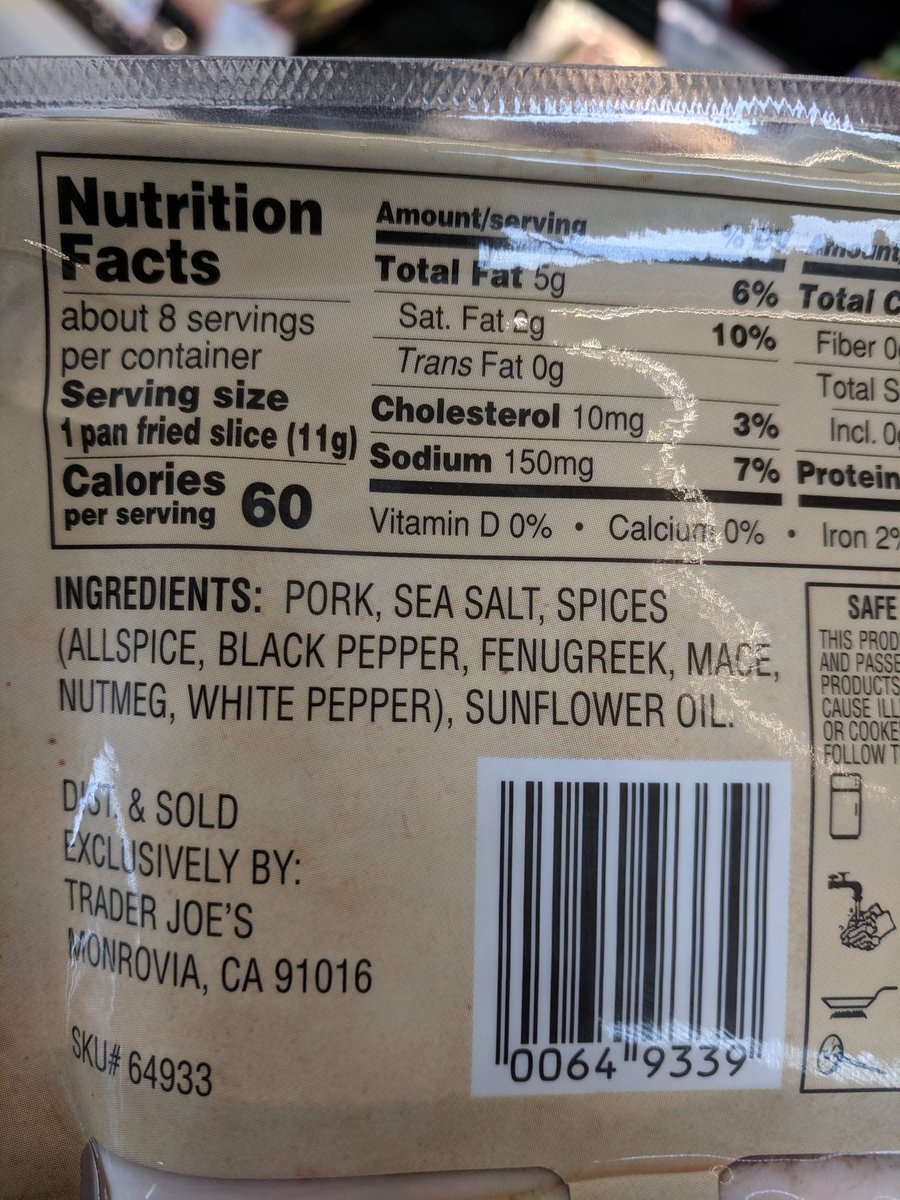 Nutrition
Facts
about 8 servings
per container
Serving size
1 pan fried slice (11g)
Calories
per serving 60
Amount/serving
Total Fat 5g 6%
Sat. Fat 2g 10%
Trans Fat 0g
Cholesterol 10mg 3%
Sodium 150mg 7%
Vitamin D 0% • Calcium 0% • Iron 2%
Total C
Fiber 0
Total S
Incl. 0
Protein
INGREDIENTS: PORK, SEA SALT, SPICES
(ALLSPICE, BLACK PEPPER, FENUGREEK, MACE,
NUTMEG, WHITE PEPPER), SUNFLOWER OIL.
DIST. & SOLD
EXCLUSIVELY BY:
TRADER JOE'S
MONROVIA, CA 91016
SKU# 64933
0064 9339
SAFE
THIS PROD
AND PASSE
PRODUCTS
CAUSE ILL
OR COOKE
FOLLOW T